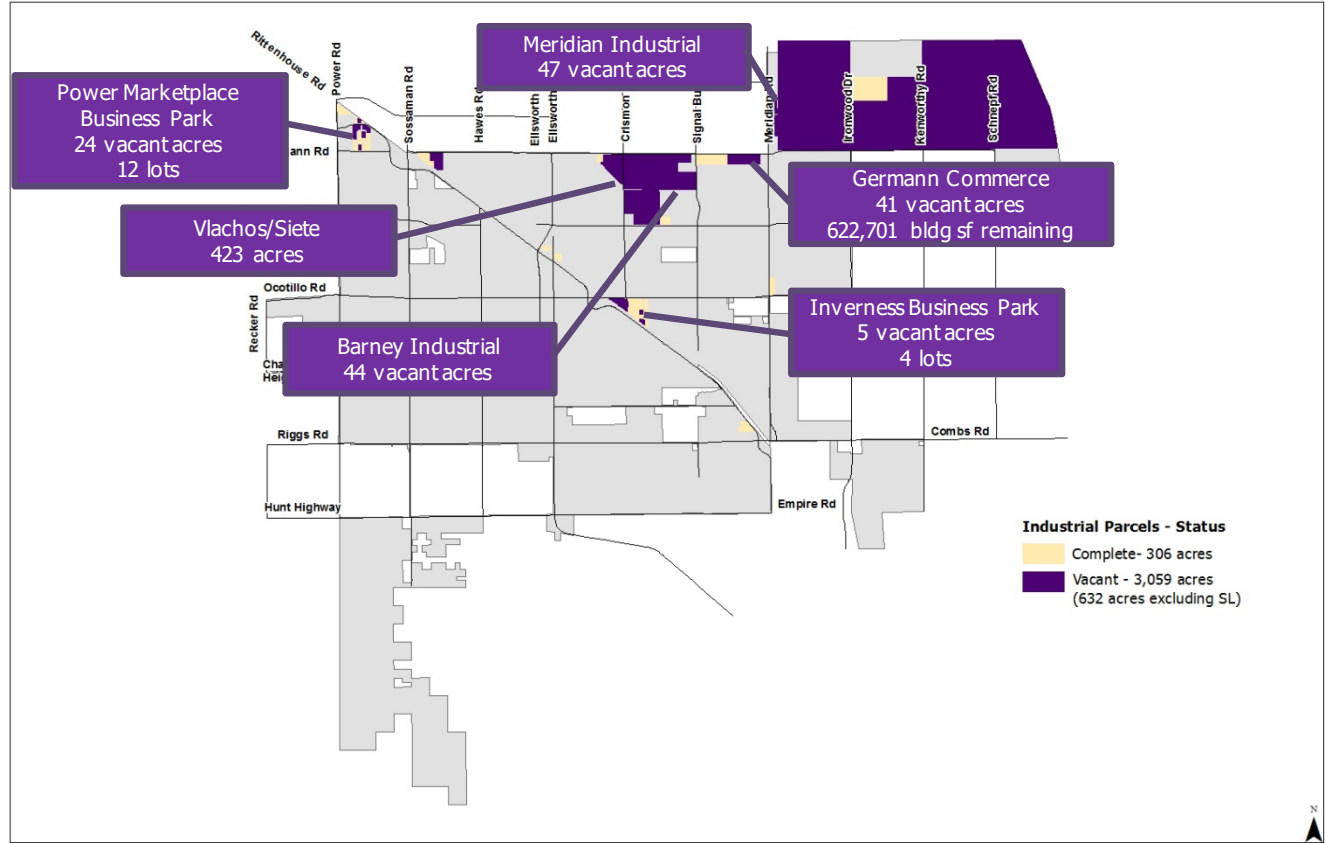 Rittenhouse Rd
Power Rd
Meridian Industrial
47 vacant acres
Power Marketplace
Business Park
24 vacant acres
12 lots
Sossaman Rd
Hawes Rd
Ellsworth
Ellsworth
Crismon
Signal Bu
Meridian Rd
Ironwood Dr
Kenworthy Rd
Schnepf Rd
ann Rd
Vlachos/Siete
423 acres
Germann Commerce
41 vacant acres
622,701 bldg sf remaining
Ocotillo Rd
Recker Rd
Inverness Business Park
5 vacant acres
4 lots
Barney Industrial
44 vacant acres
Cha
Hei
Riggs Rd
Combs Rd
Hunt Highway
Empire Rd
Industrial Parcels - Status
Complete- 306 acres
Vacant - 3,059 acres
(632 acres excluding SL)
N